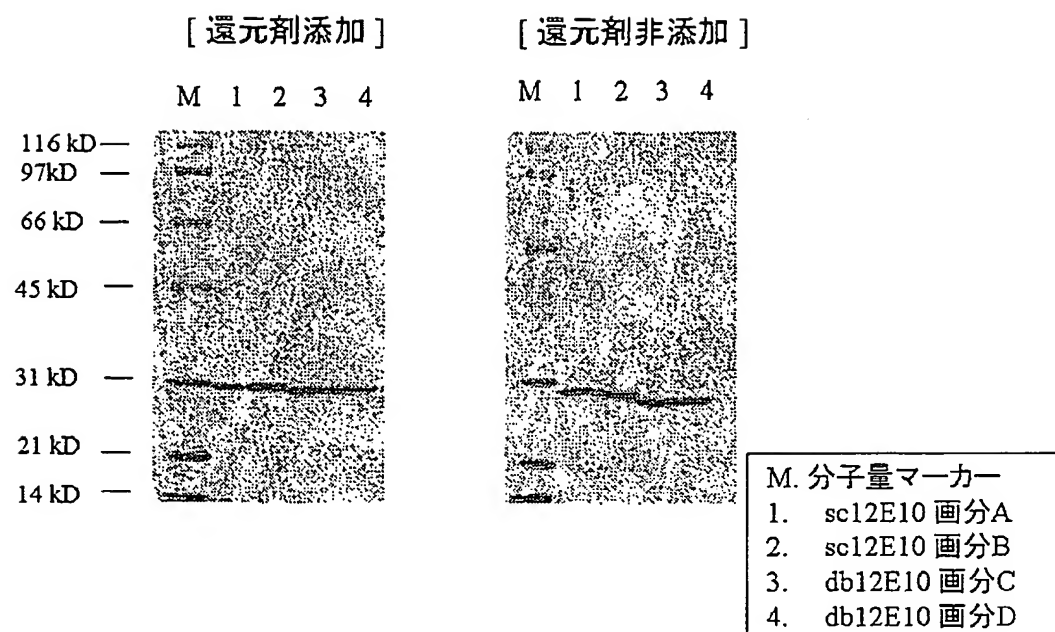 [ 還元剤添加 ]
[ 還元剤非添加 ]
M 1 2 3 4
M 1 2 3 4
116 kD
97kD
66 kD
45 kD
31 kD
21 kD
14 kD
M. 分子量マーカー
1. sc12E10 画分A
2. sc12E10 画分B
3. db12E10 画分C
4. db12E10 画分D